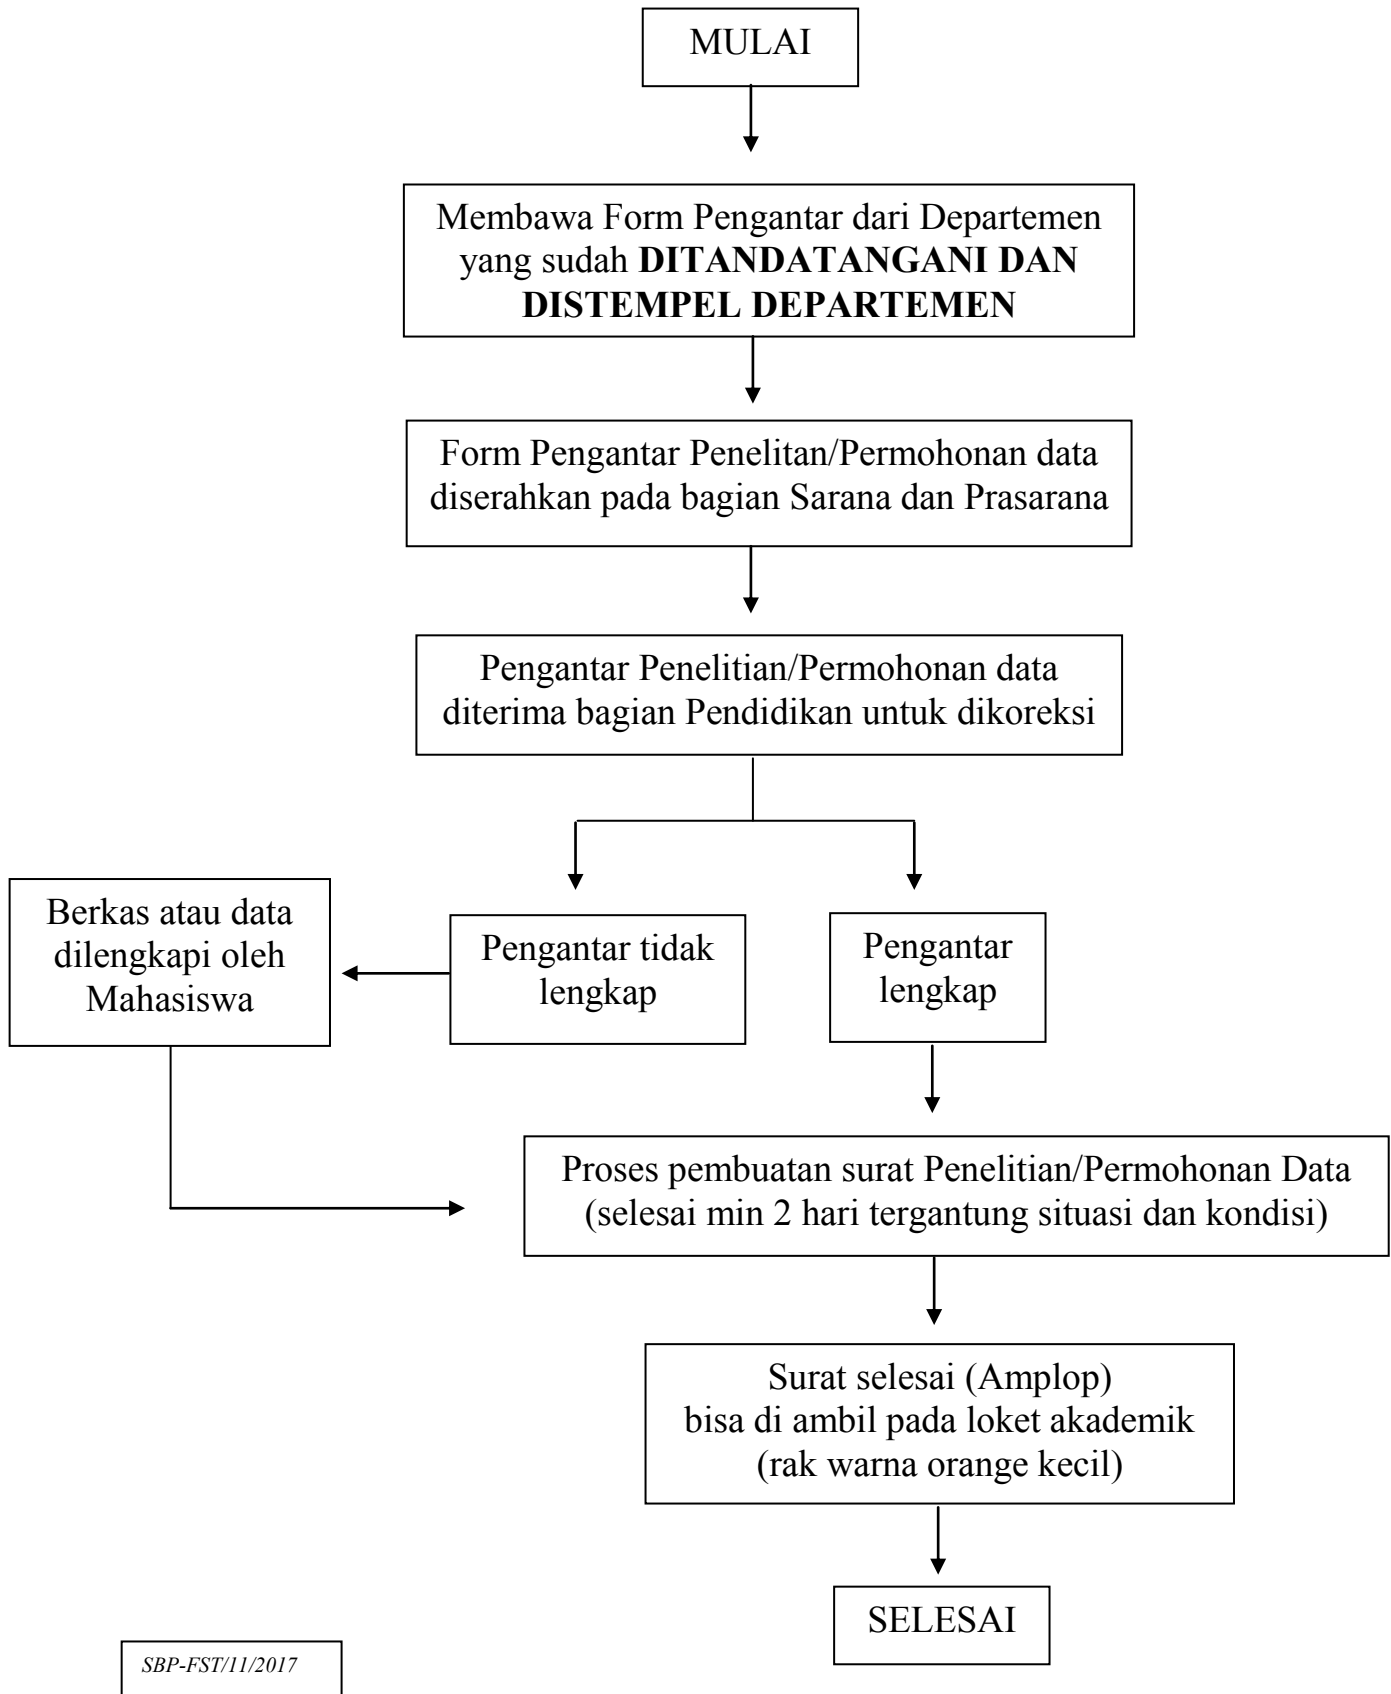 MULAI
Membawa Form Pengantar dari Departemen
yang sudah DITANDATANGANI DAN
DISTEMPEL DEPARTEMEN
Form Pengantar Penelitan/Permohonan data
diserahkan pada bagian Sarana dan Prasarana
Pengantar Penelitian/Permohonan data
diterima bagian Pendidikan untuk dikoreksi
Berkas atau data
dilengkapi oleh
Mahasiswa
Pengantar tidak
lengkap
Pengantar
lengkap
Proses pembuatan surat Penelitian/Permohonan Data
(selesai min 2 hari tergantung situasi dan kondisi)
Surat selesai (Amplop)
bisa di ambil pada loket akademik
(rak warna orange kecil)
SELESAI
SBP-FST/11/2017